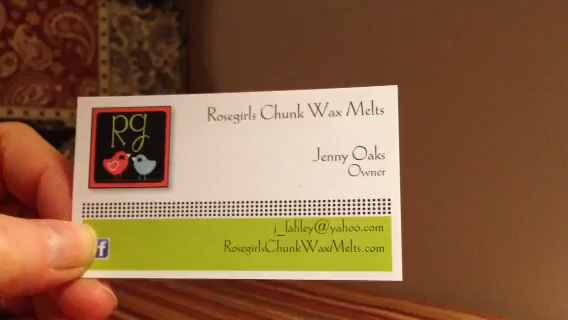 rg
Rosegirls Chunk Wax Melts
Jenny Oaks
Owner
j_lahley@yahoo.com
RosegirlsChunkWaxMelts.com
f